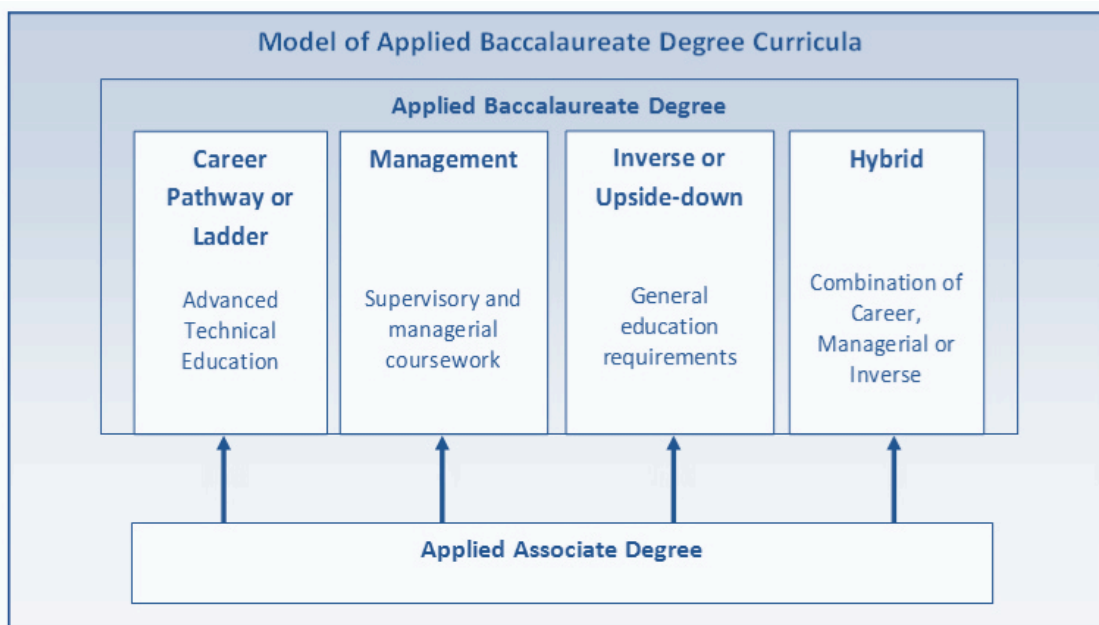 Model of Applied Baccalaureate Degree Curricula
Applied Baccalaureate Degree
Career
Pathway or
Ladder
Advanced
Technical
Education
Management
Supervisory and
managerial
coursework
Inverse or
Upside-down
General
education
requirements
Hybrid
Combination of
Career,
Managerial or
Inverse
Applied Associate Degree